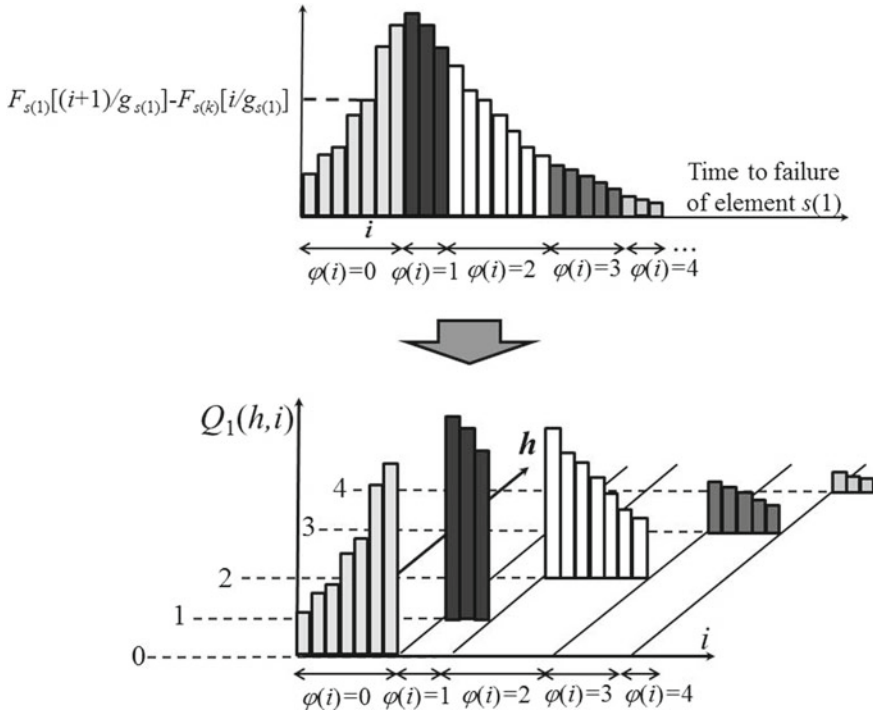 F_{s(1)}[(i+1)/g_{s(1)}]-F_{s(k)}[i/g_{s(1)}]
Time to failure
of element s(1)
i
...
φ(i)=0 φ(i)=1 φ(i)=2 φ(i)=3 φ(i)=4
Q_1(h,i)
h
4
3
2
1
0
i
φ(i)=0 φ(i)=1 φ(i)=2 φ(i)=3 φ(i)=4